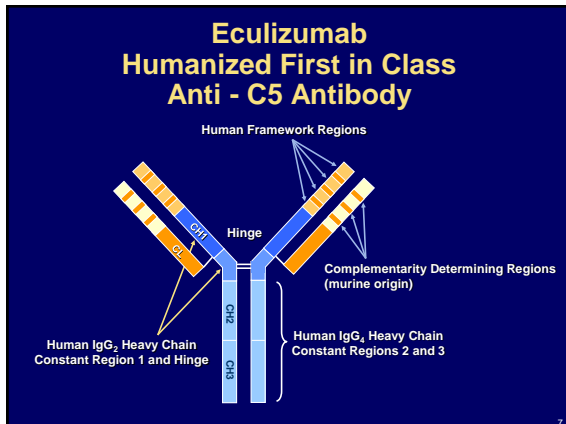 Eculizumab
Humanized First in Class
Anti - C5 Antibody
Human Framework Regions
Hinge
CH1
CL
Complementarity Determining Regions
(murine origin)
CH2
Human IgG2 Heavy Chain
Constant Region 1 and Hinge
Human IgG4 Heavy Chain
Constant Regions 2 and 3
CH3
7